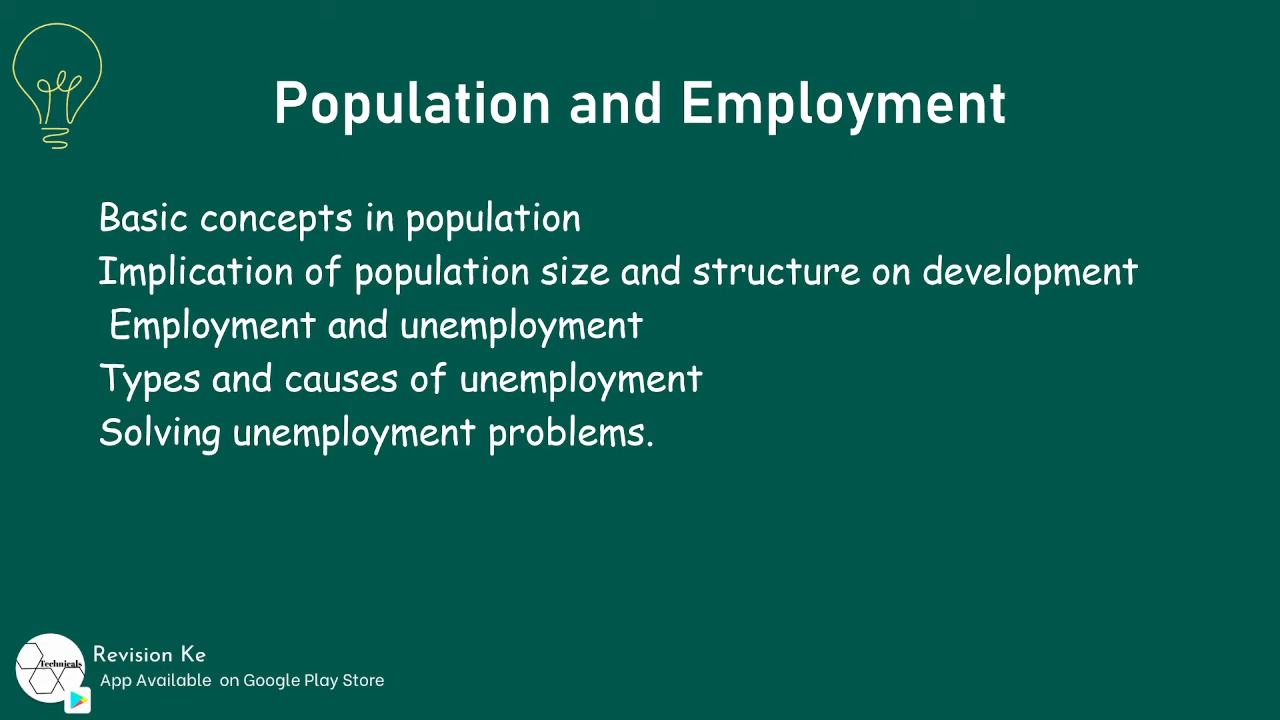 Population and Employment
Basic concepts in population
Implication of population size and structure on development
Employment and unemployment
Types and causes of unemployment
Solving unemployment problems.
Technicals
Revision Ke
App Available on Google Play Store